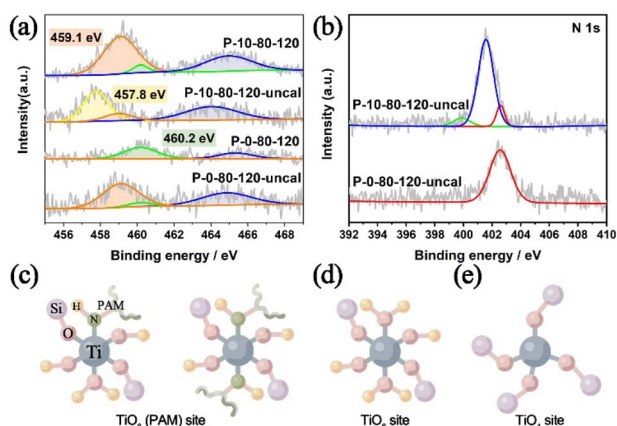 (a)
459.1 eV
P-10-80-120
457.8 eV
P-10-80-120-uncal
460.2 eV
P-0-80-120
P-0-80-120-uncal
Intensity(a.u.)
456 458 460 462 464 466 468
Binding energy / eV
(b)
N 1s
P-10-80-120-uncal
P-0-80-120-uncal
Intensity(a.u.)
392 394 396 398 400 402 404 406 408 410
Binding energy / eV
(c)
Si
H
PAM
N
O
Ti
TiO6 (PAM) site
(d)
TiO6 site
(e)
TiO4 site